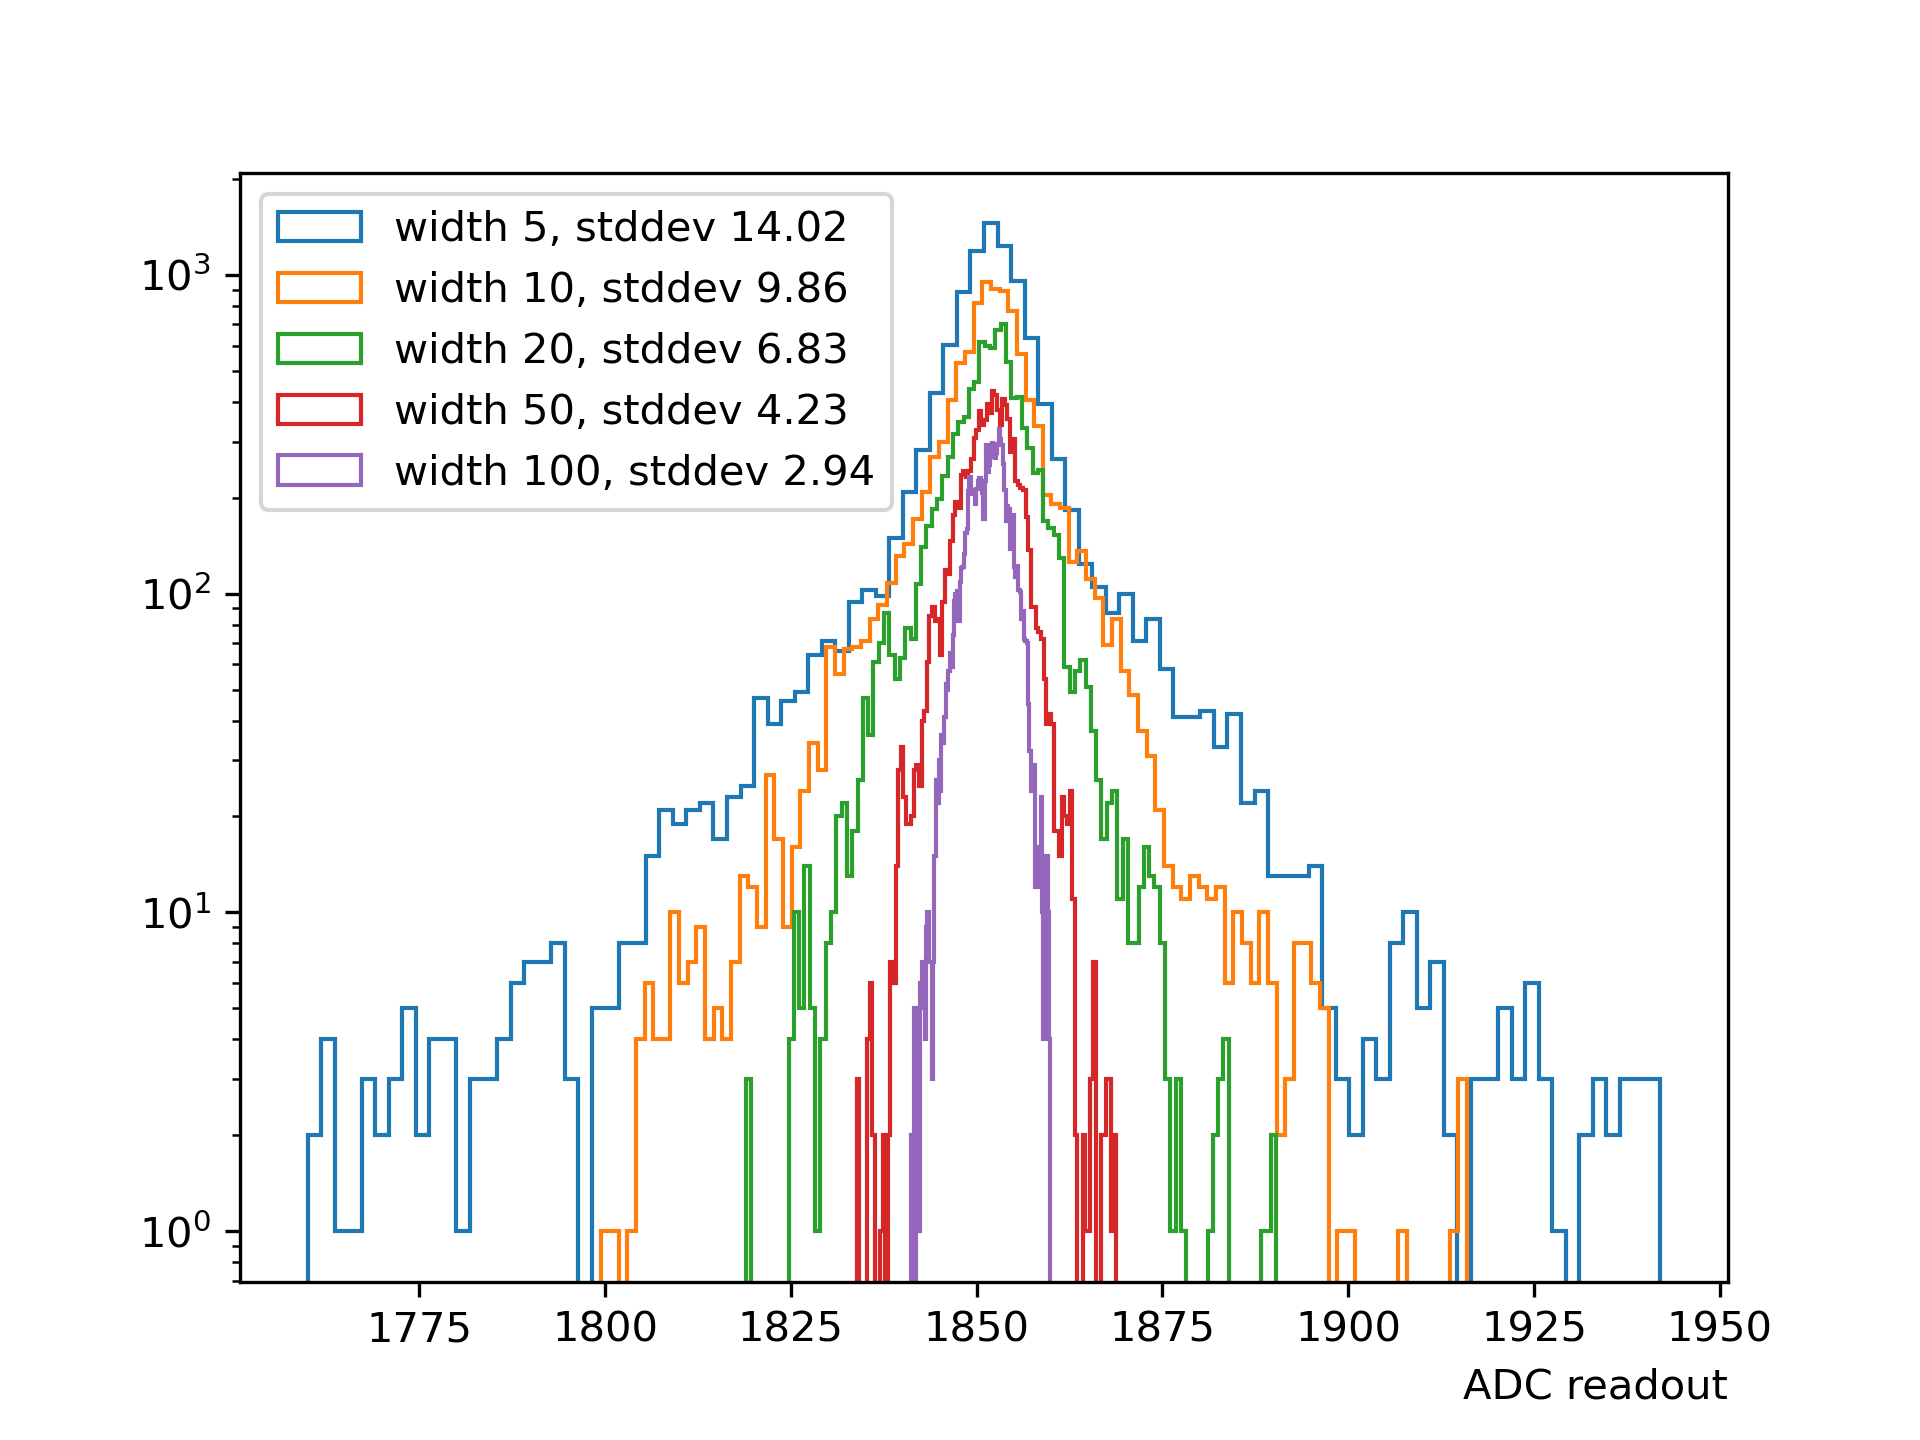 width 5, stddev 14.02
width 10, stddev 9.86
width 20, stddev 6.83
width 50, stddev 4.23
width 100, stddev 2.94
10³
10²
10¹
10⁰
1775 1800 1825 1850 1875 1900 1925 1950
ADC readout